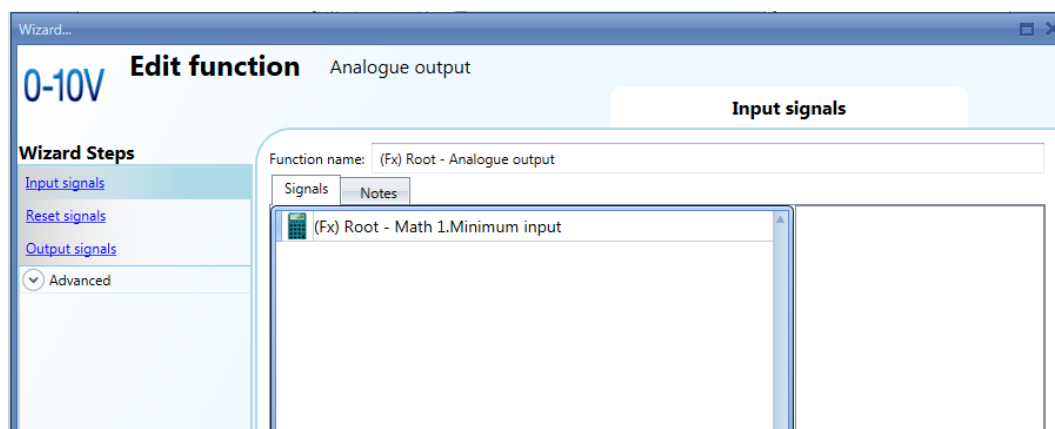 Wizard...
0-10V
Edit function
Analogue output
Input signals
Wizard Steps
Input signals
Reset signals
Output signals
Advanced
Function name: (Fx) Root - Analogue output
Signals
Notes
(Fx) Root - Math 1.Minimum input